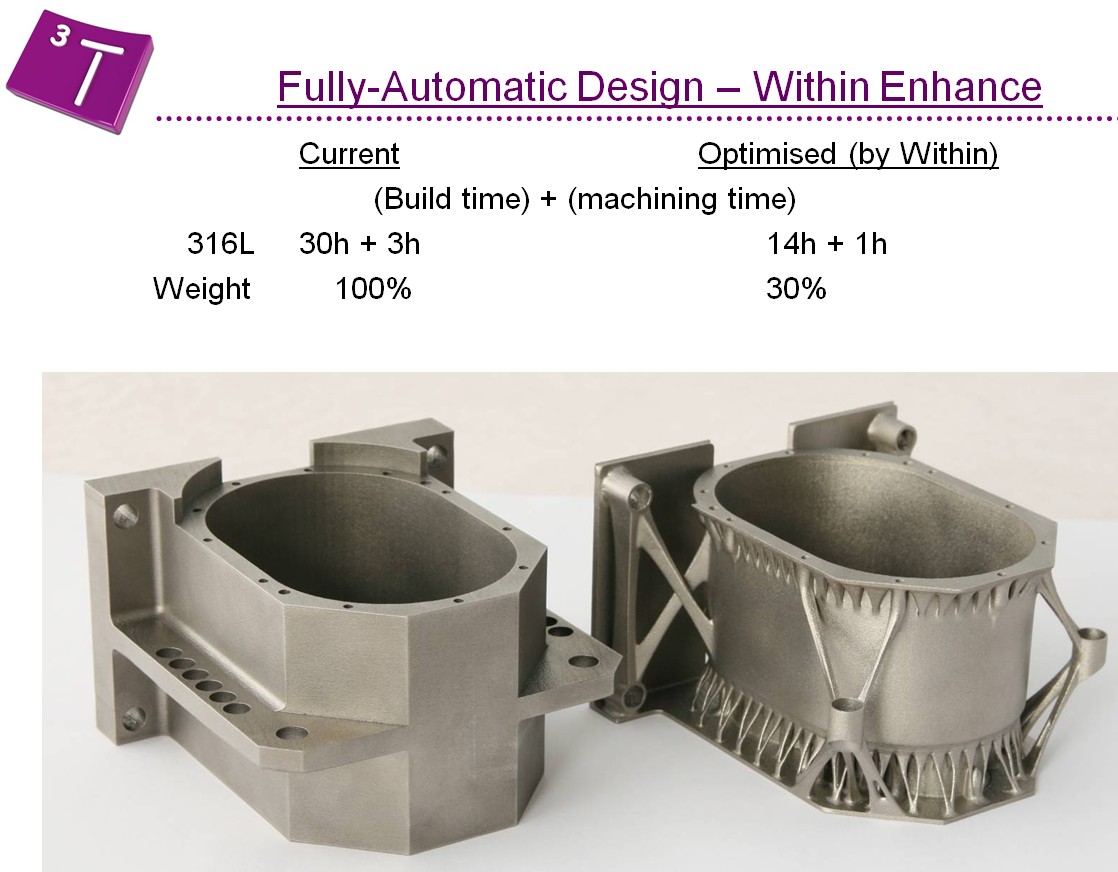 3T
Fully-Automatic Design – Within Enhance
Current Optimised (by Within)
(Build time) + (machining time)
316L 30h + 3h 14h + 1h
Weight 100% 30%